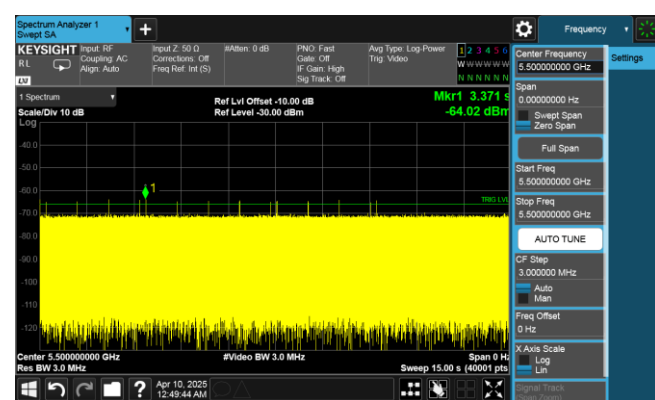 Spectrum Analyzer 1
Swept SA
+
Frequency
KEYSIGHT
Input: RF
Input Z: 50 Ω
#Atten: 0 dB
PNO: Fast
Avg Type: Log-Power
1 2 3 4 5 6
RL
Coupling: AC
Corrections: Off
Gate: Off
Trig: Video
W W W W W W
Align: Auto
Freq Ref: Int (S)
IF Gain: High
Sig Track: Off
N N N N N N
LXI
1 Spectrum
Ref Lvl Offset -10.00 dB
Mkr1 3.371 s
Scale/Div 10 dB
Ref Level -30.00 dBm
-64.02 dBm
Log
-40.0
-50.0
-60.0
-70.0
-80.0
-90.0
-100
-110
-120
1
TRIG LVL
Center 5.500000000 GHz
#Video BW 3.0 MHz
Span 0 Hz
Res BW 3.0 MHz
Sweep 15.00 s (40001 pts)
?
Apr 10, 2025
12:49:44 AM
Center Frequency
5.500000000 GHz
Settings
Span
0.00000000 Hz
Swept Span
Zero Span
Full Span
Start Freq
5.500000000 GHz
Stop Freq
5.500000000 GHz
AUTO TUNE
CF Step
3.000000 MHz
Auto
Man
Freq Offset
0 Hz
X Axis Scale
Log
Lin
Signal Track
(Span Zoom)